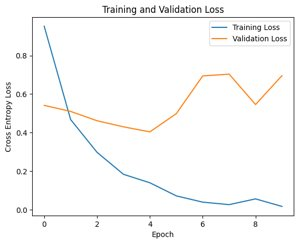 Training and Validation Loss
Training Loss
Validation Loss
Cross Entropy Loss
0.8
0.6
0.4
0.2
0.0
0 2 4 6 8
Epoch